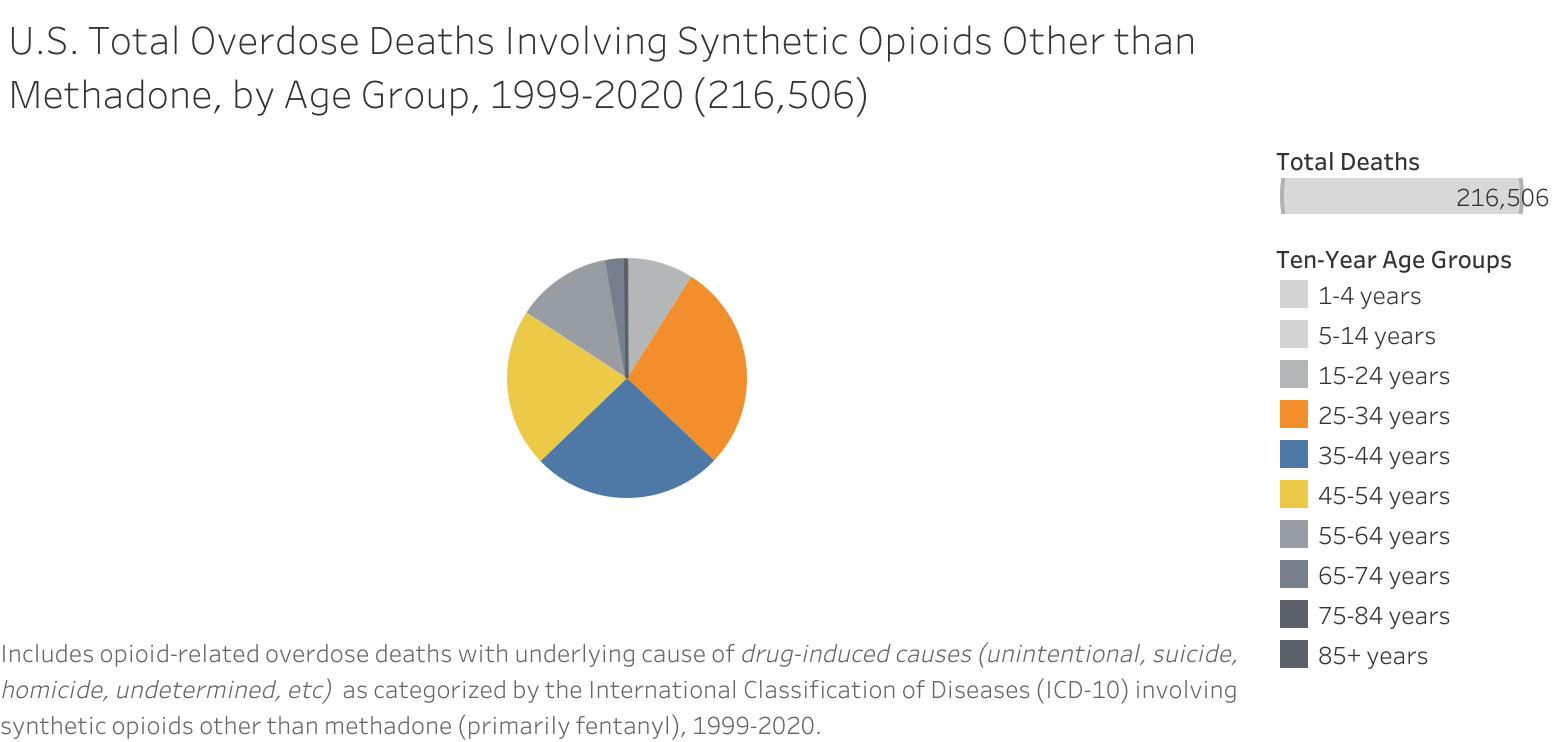 U.S. Total Overdose Deaths Involving Synthetic Opioids Other than
Methadone, by Age Group, 1999-2020 (216,506)
Total Deaths
216,506
Ten-Year Age Groups
1-4 years
5-14 years
15-24 years
25-34 years
35-44 years
45-54 years
55-64 years
65-74 years
75-84 years
85+ years
Includes opioid-related overdose deaths with underlying cause of drug-induced causes (unintentional, suicide,
homicide, undetermined, etc) as categorized by the International Classification of Diseases (ICD-10) involving
synthetic opioids other than methadone (primarily fentanyl), 1999-2020.